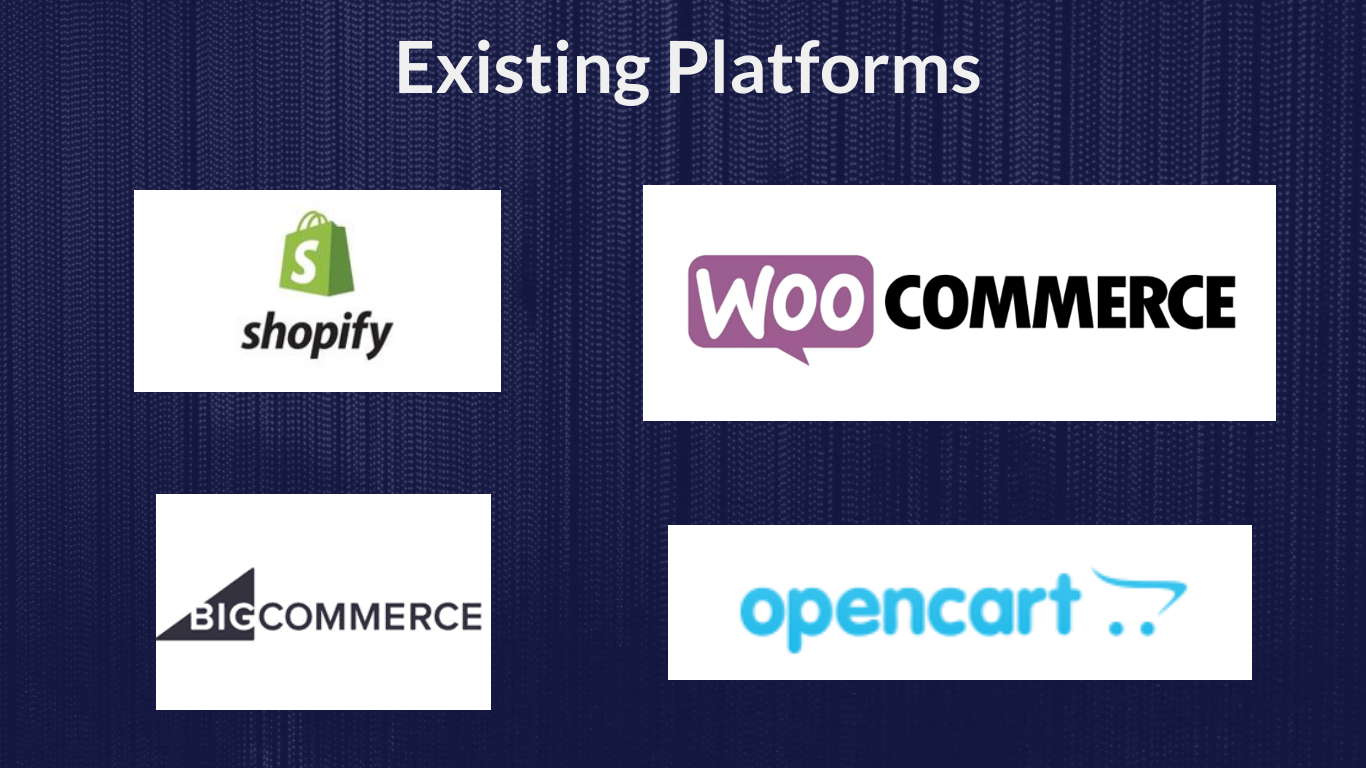 Existing Platforms
S
shopify
WOO COMMERCE
BIGCOMMERCE
opencart